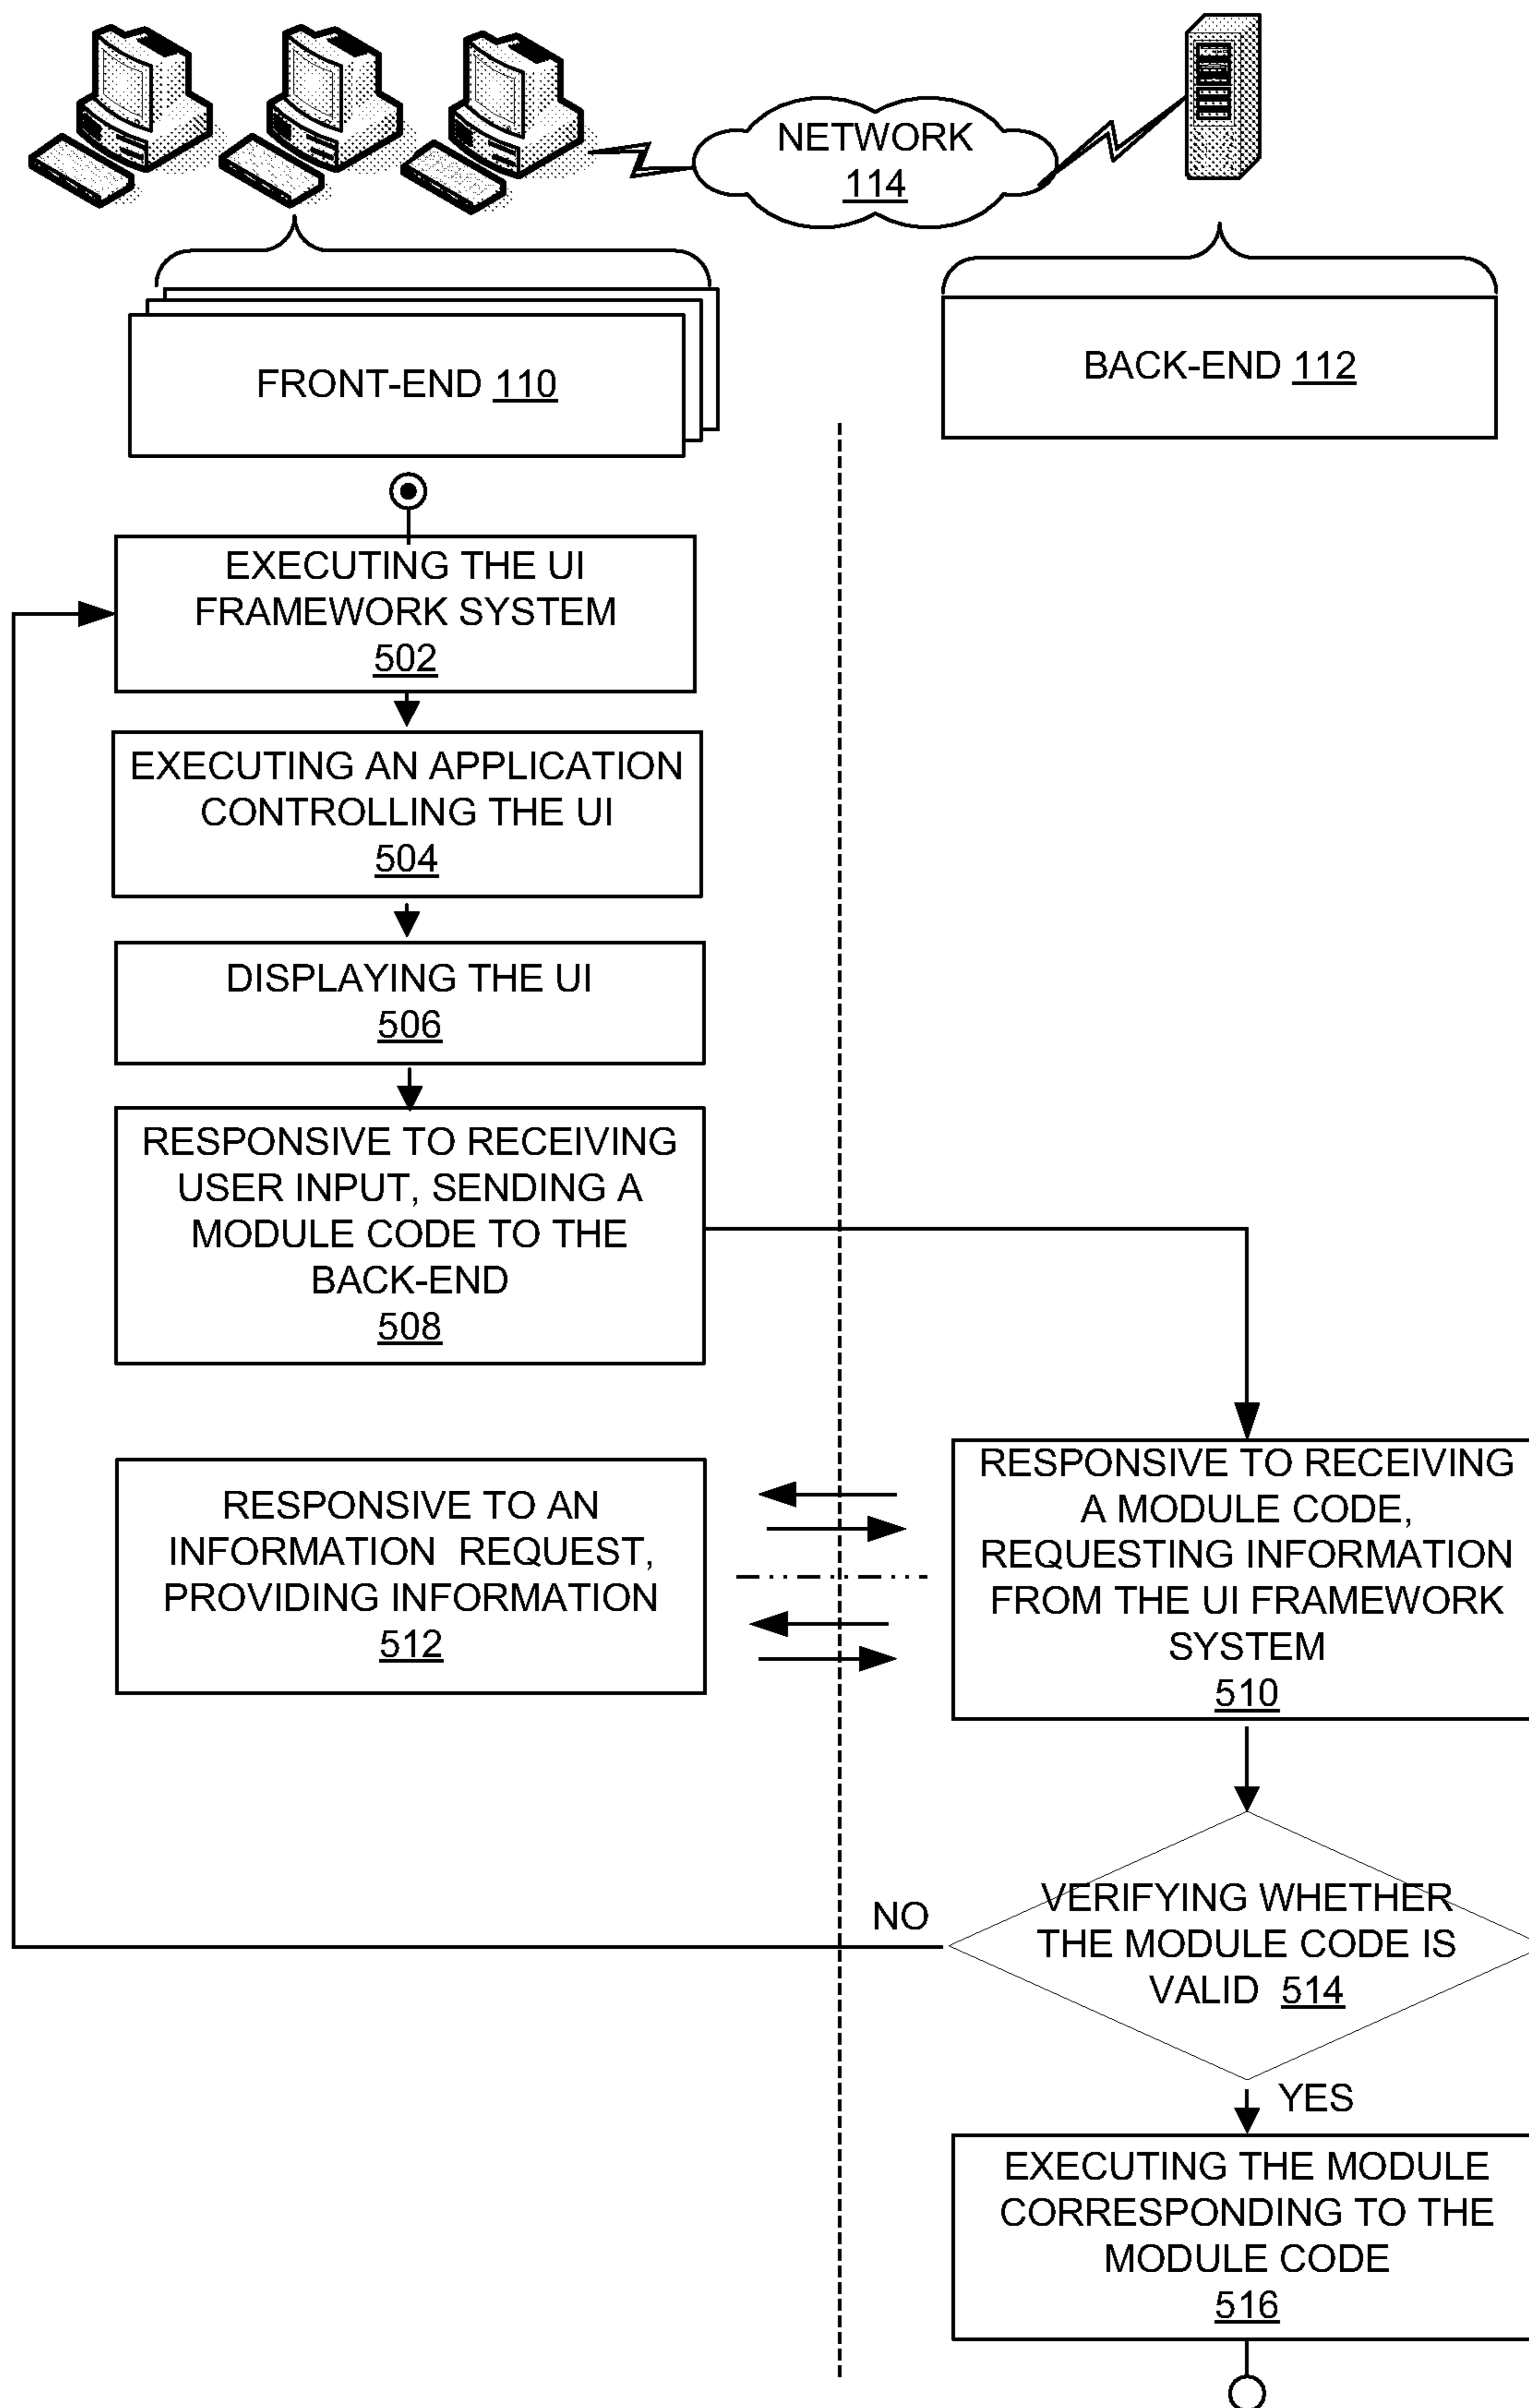 NETWORK
114
FRONT-END 110
BACK-END 112
EXECUTING THE UI
FRAMEWORK SYSTEM
502
EXECUTING AN APPLICATION
CONTROLLING THE UI
504
DISPLAYING THE UI
506
RESPONSIVE TO RECEIVING
USER INPUT, SENDING A
MODULE CODE TO THE
BACK-END
508
RESPONSIVE TO RECEIVING
A MODULE CODE,
REQUESTING INFORMATION
FROM THE UI FRAMEWORK
SYSTEM
510
RESPONSIVE TO AN
INFORMATION REQUEST,
PROVIDING INFORMATION
512
VERIFYING WHETHER
THE MODULE CODE IS
VALID 514
NO
YES
EXECUTING THE MODULE
CORRESPONDING TO THE
MODULE CODE
516